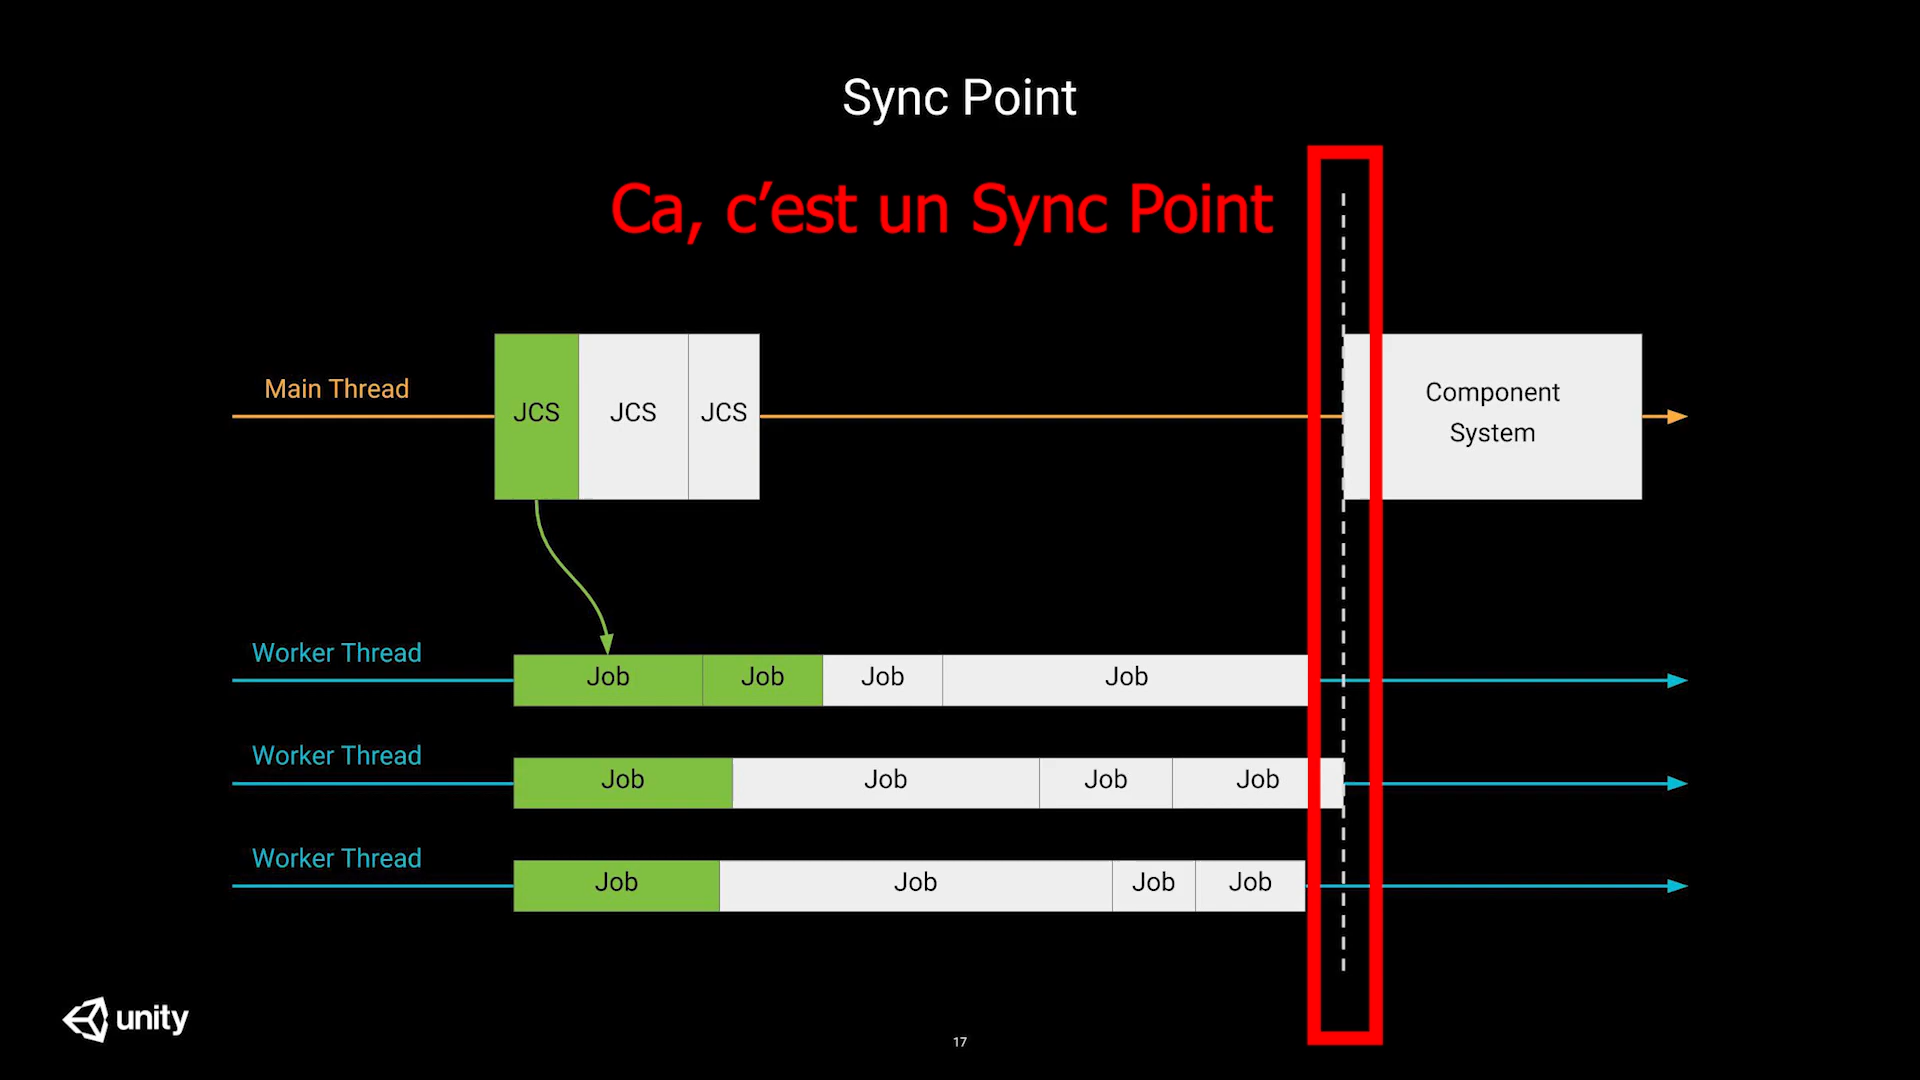 Sync Point
Ca, c’est un Sync Point
Main Thread
JCS
JCS
JCS
Component
System
Worker Thread
Job
Job
Job
Job
Worker Thread
Job
Job
Job
Job
Worker Thread
Job
Job
Job
Job
unity
17